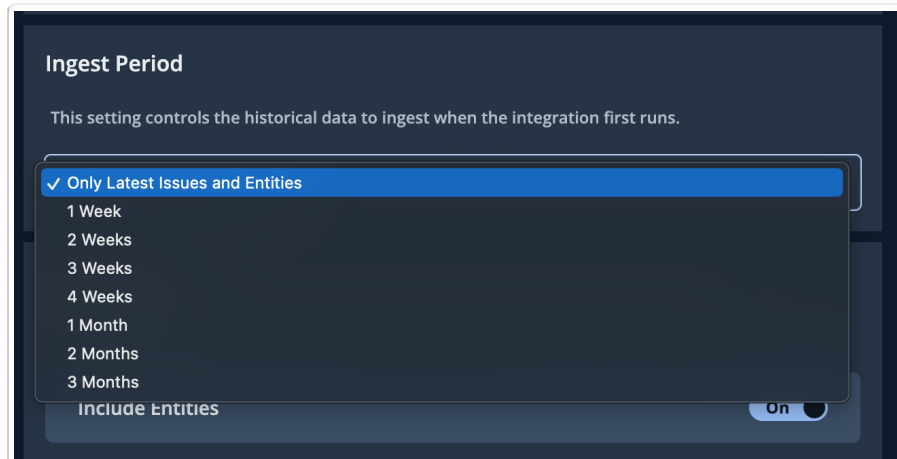 Ingest Period
This setting controls the historical data to ingest when the integration first runs.
✓ Only Latest Issues and Entities
1 Week
2 Weeks
3 Weeks
4 Weeks
1 Month
2 Months
3 Months
Include Entities
On